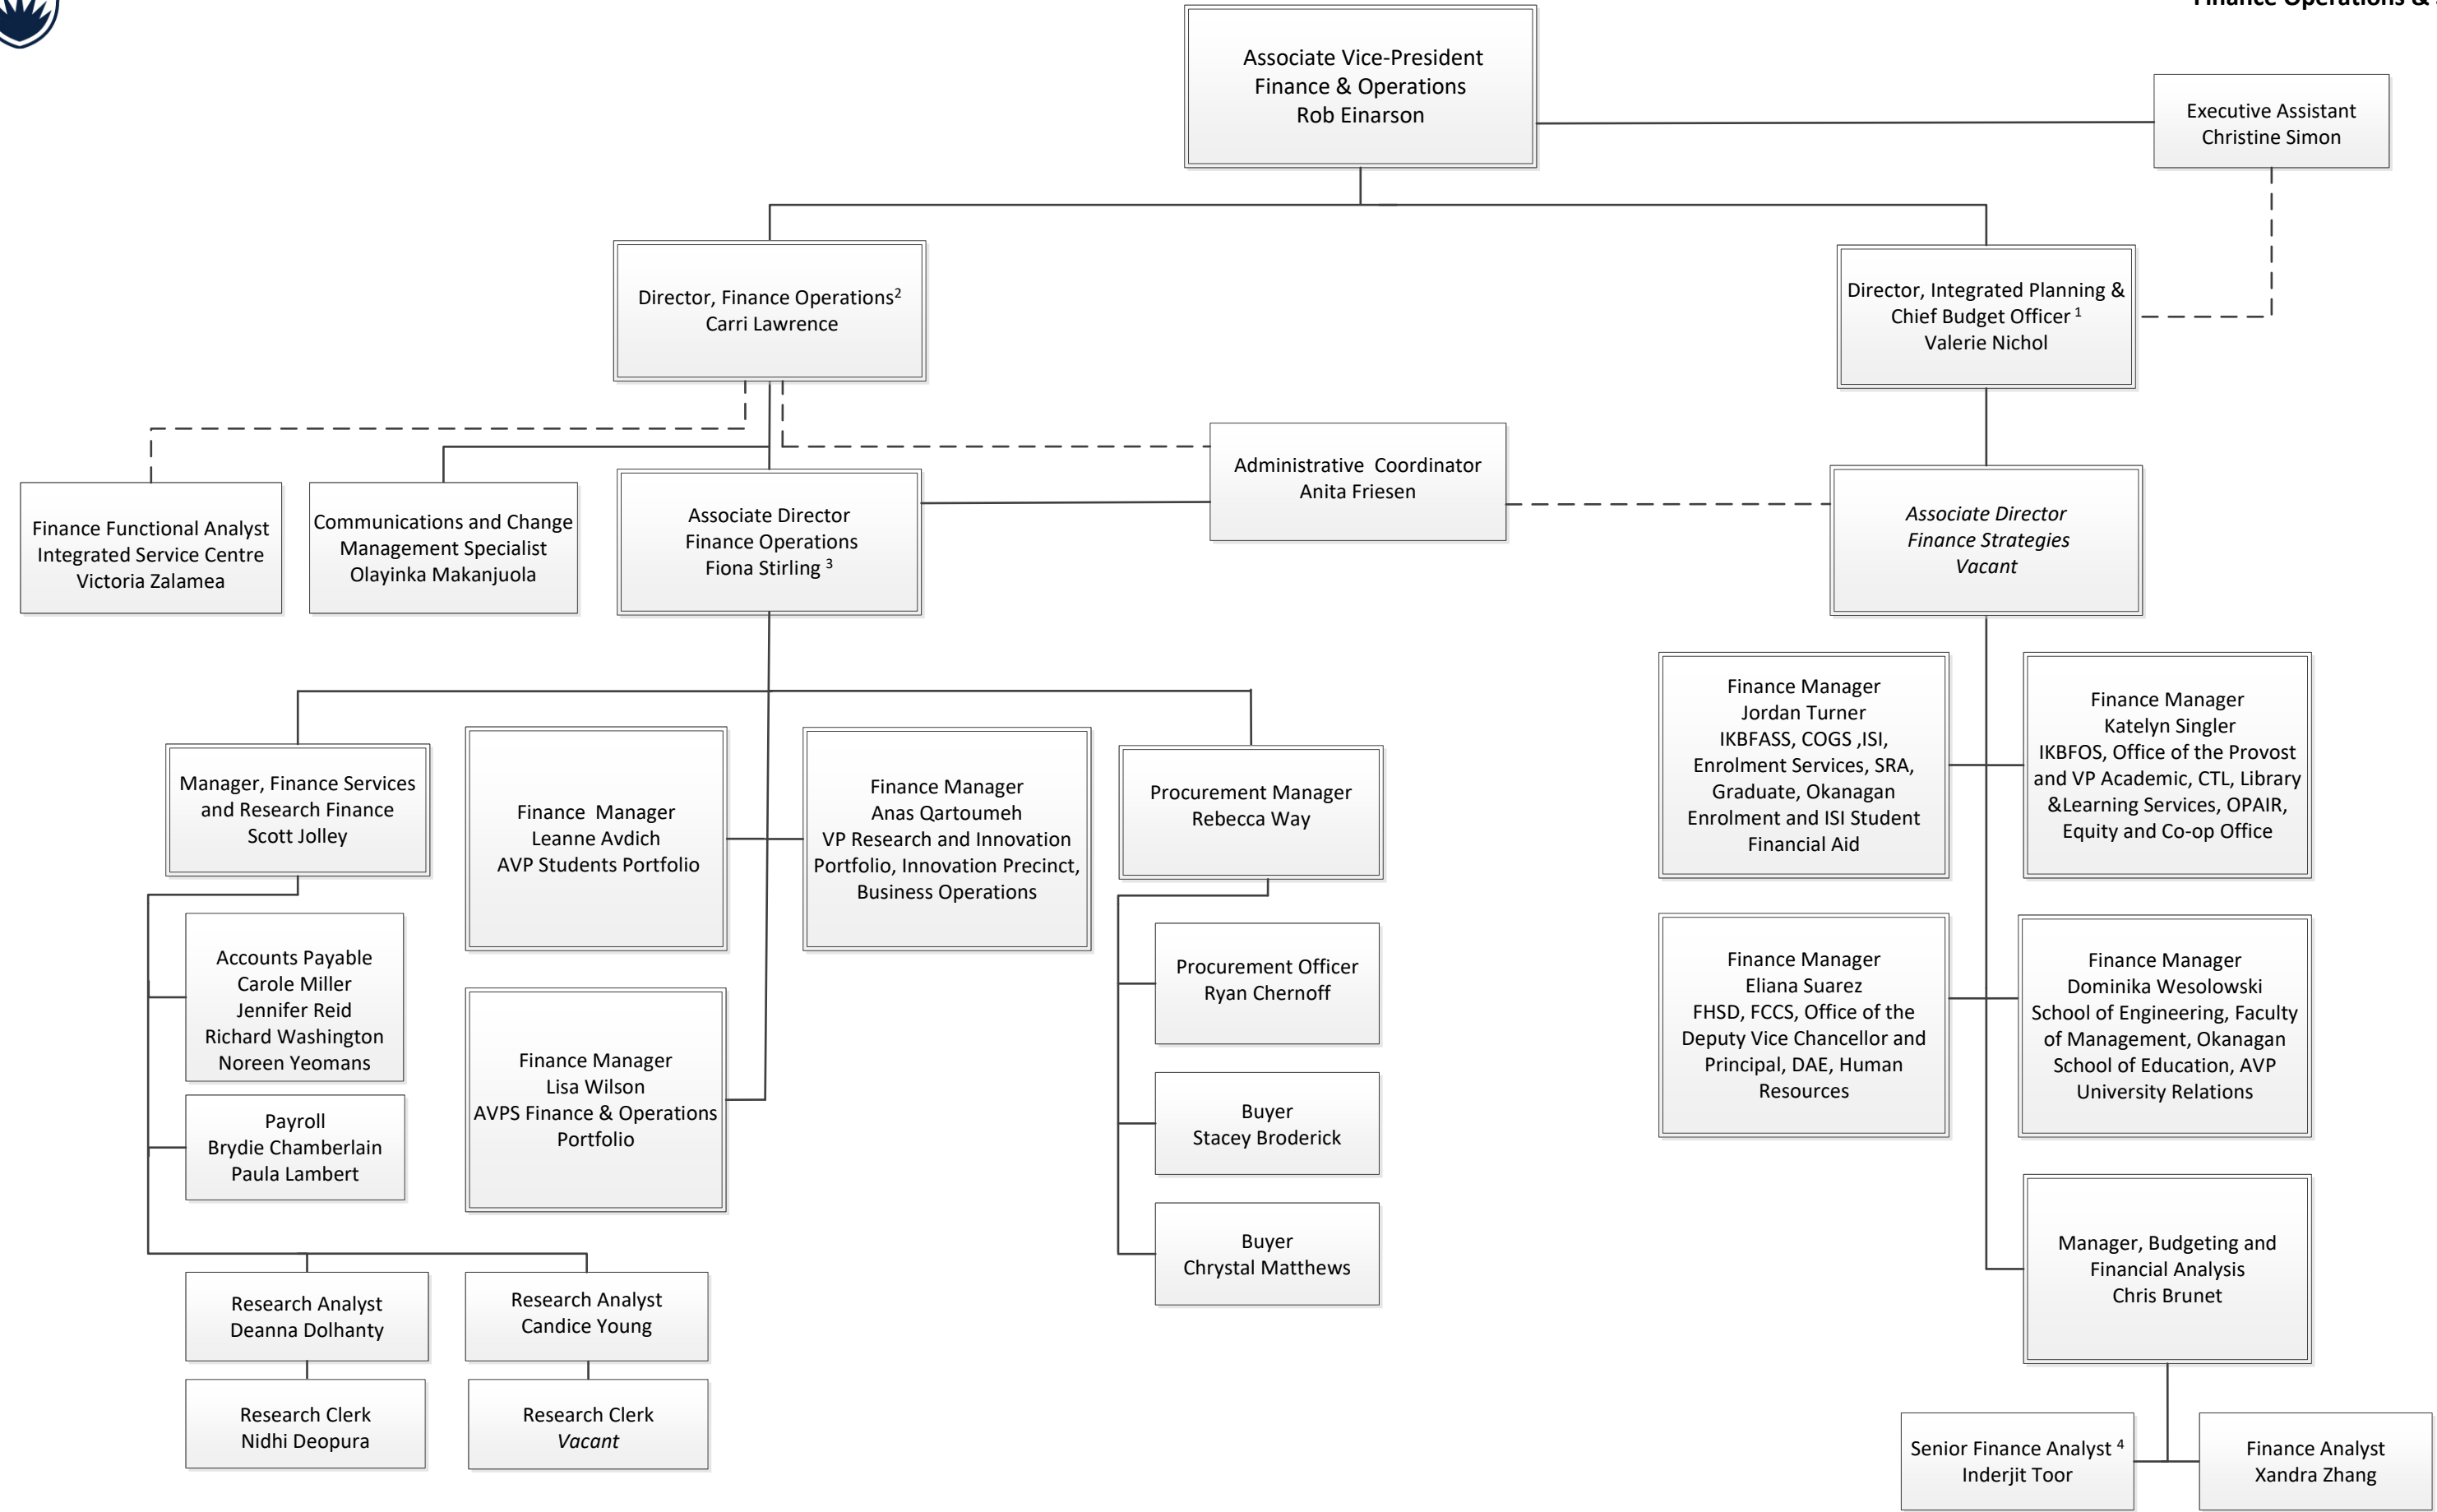 Finance Operations &
Associate Vice-President
Finance & Operations
Rob Einarson
Executive Assistant
Christine Simon
Director, Finance Operations2
Carri Lawrence
Director, Integrated Planning &
Chief Budget Officer 1
Valerie Nichol
Finance Functional Analyst
Integrated Service Centre
Victoria Zalamea
Communications and Change
Management Specialist
Olayinka Makanjuola
Associate Director
Finance Operations
Fiona Stirling 3
Administrative Coordinator
Anita Friesen
Associate Director
Finance Strategies
Vacant
Manager, Finance Services
and Research Finance
Scott Jolley
Finance Manager
Leanne Avdich
AVP Students Portfolio
Finance Manager
Anas Qartoumeh
VP Research and Innovation
Portfolio, Innovation Precinct,
Business Operations
Procurement Manager
Rebecca Way
Finance Manager
Jordan Turner
IKBFASS, COGS ,ISI,
Enrolment Services, SRA,
Graduate, Okanagan
Enrolment and ISI Student
Financial Aid
Finance Manager
Katelyn Singler
IKBFOS, Office of the Provost
and VP Academic, CTL, Library
&Learning Services, OPAIR,
Equity and Co-op Office
Accounts Payable
Carole Miller
Jennifer Reid
Richard Washington
Noreen Yeomans
Payroll
Brydie Chamberlain
Paula Lambert
Finance Manager
Lisa Wilson
AVPS Finance & Operations
Portfolio
Procurement Officer
Ryan Chernoff
Buyer
Stacey Broderick
Buyer
Chrystal Matthews
Finance Manager
Eliana Suarez
FHSD, FCCS, Office of the
Deputy Vice Chancellor and
Principal, DAE, Human
Resources
Finance Manager
Dominika Wesolowski
School of Engineering, Faculty
of Management, Okanagan
School of Education, AVP
University Relations
Research Analyst
Deanna Dolhanty
Research Analyst
Candice Young
Research Clerk
Nidhi Deopura
Research Clerk
Vacant
Manager, Budgeting and
Financial Analysis
Chris Brunet
Senior Finance Analyst 4
Inderjit Toor
Finance Analyst
Xandra Zhang